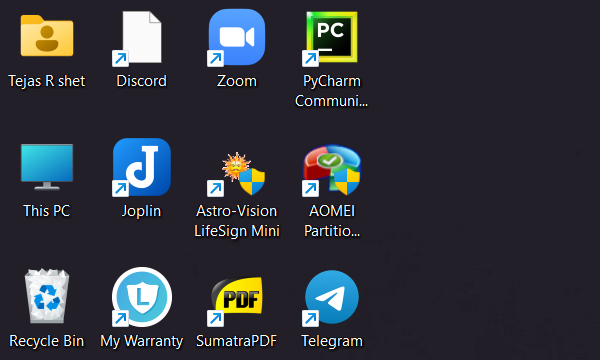 Tejas R shet
Discord
Zoom
PC
PyCharm
Communi...
This PC
J
Joplin
Astro-Vision
LifeSign Mini
AOMEI
Partitio...
Recycle Bin
L
My Warranty
PDF
SumatraPDF
Telegram